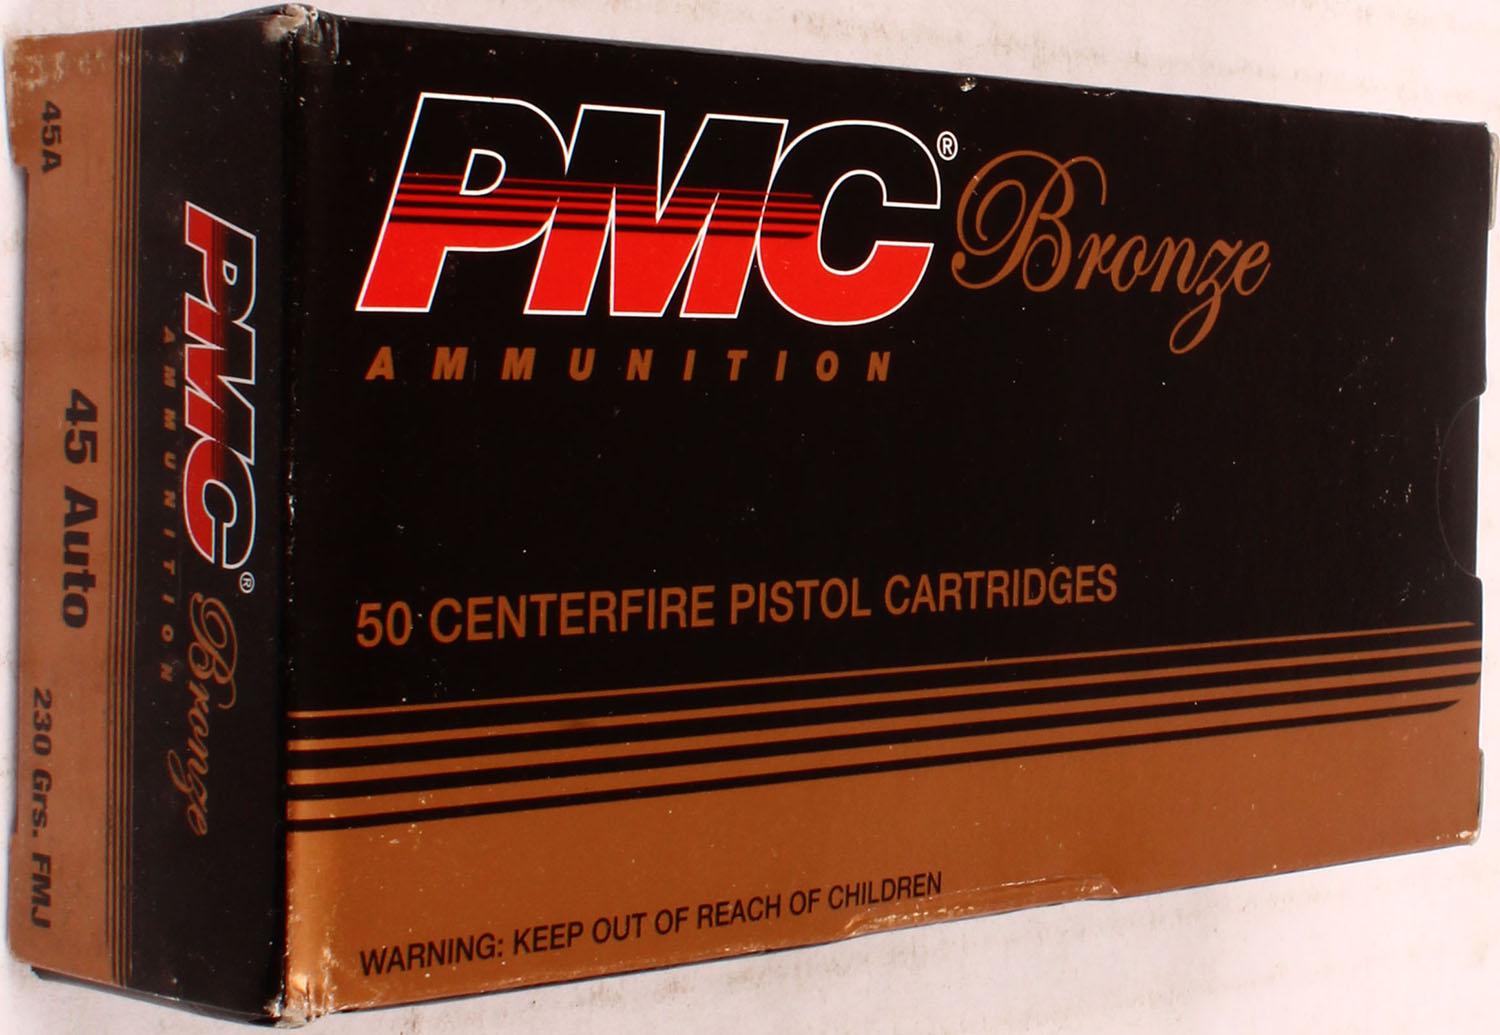 PMC® Bronze
AMMUNITION
50 CENTERFIRE PISTOL CARTRIDGES
WARNING: KEEP OUT OF REACH OF CHILDREN
PMC® Bronze
AMMUNITION
45A
45 Auto
230 Grs. FMJ